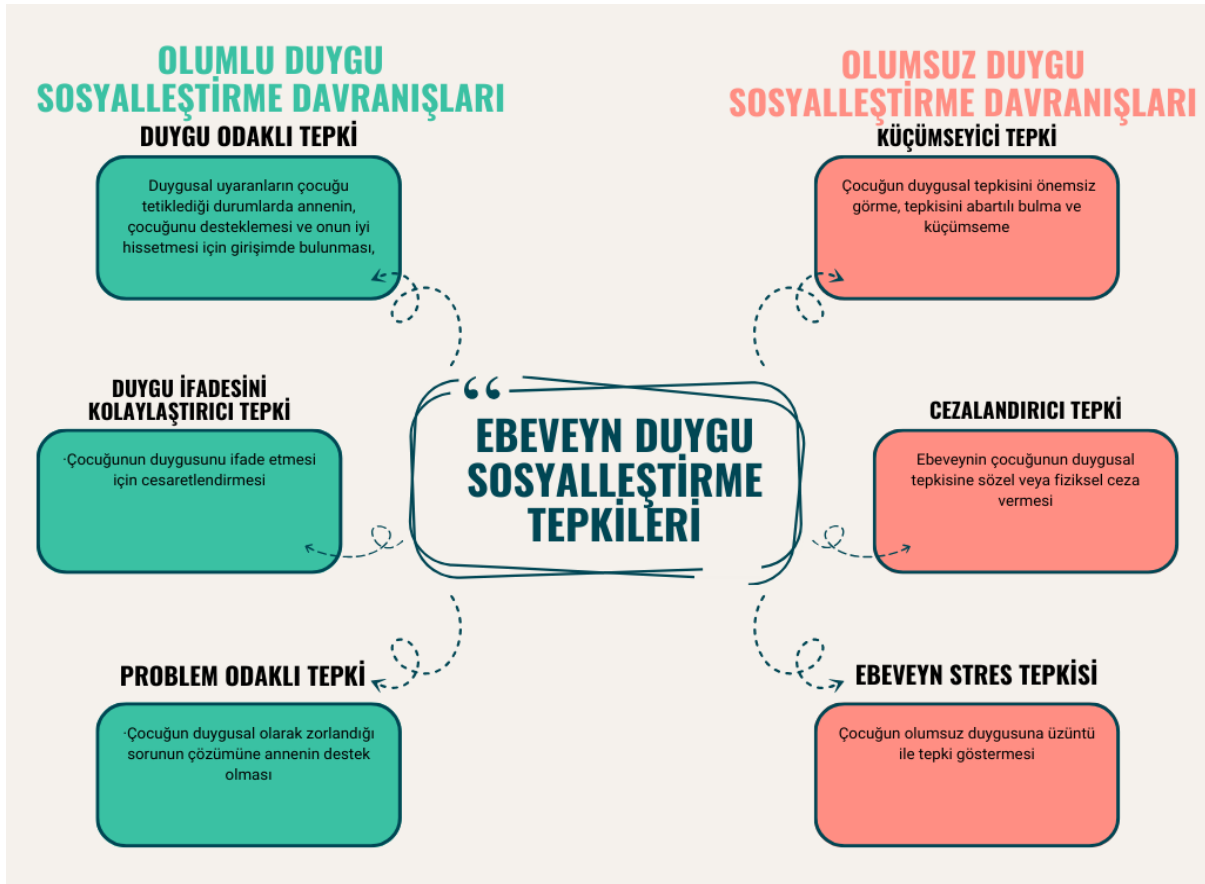 OLUMLU DUYGU
SOSYALLEŞTİRME DAVRANIŞLARI
DUYGU ODAKLI TEPKİ
Duygusal uyaranların çocuğu
tetiklediği durumlarda annenin,
çocuğunu desteklemesi ve onun iyi
hissetmesi için girişimde bulunması,
DUYGU İFADESİNİ
KOLAYLAŞTIRICI TEPKİ
·Çocuğunun duygusunu ifade etmesi
için cesaretlendirmesi
PROBLEM ODAKLI TEPKİ
·Çocuğun duygusal olarak zorlandığı
sorunun çözümüne annenin destek
olması
“
EBEVEYN DUYGU
SOSYALLEŞTİRME
TEPKİLERİ
OLUMSUZ DUYGU
SOSYALLEŞTİRME DAVRANIŞLARI
KÜÇÜMSEYİCİ TEPKİ
Çocuğun duygusal tepkisini önemsiz
görme, tepkisini abartılı bulma ve
küçümseme
CEZALANDIRICI TEPKİ
Ebeveynin çocuğunun duygusal
tepkisine sözel veya fiziksel ceza
vermesi
EBEVEYN STRES TEPKİSİ
Çocuğun olumsuz duygusuna üzüntü
ile tepki göstermesi